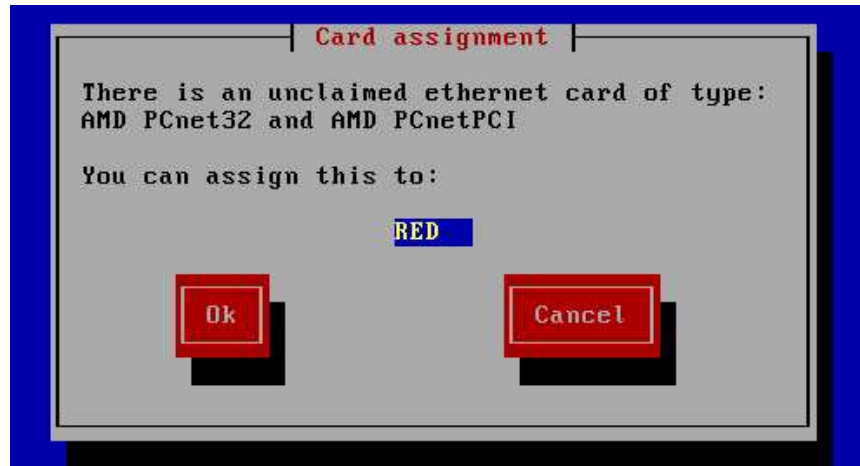 Card assignment
There is an unclaimed ethernet card of type:
AMD PCnet32 and AMD PCnetPCI
You can assign this to:
RED
Ok Cancel